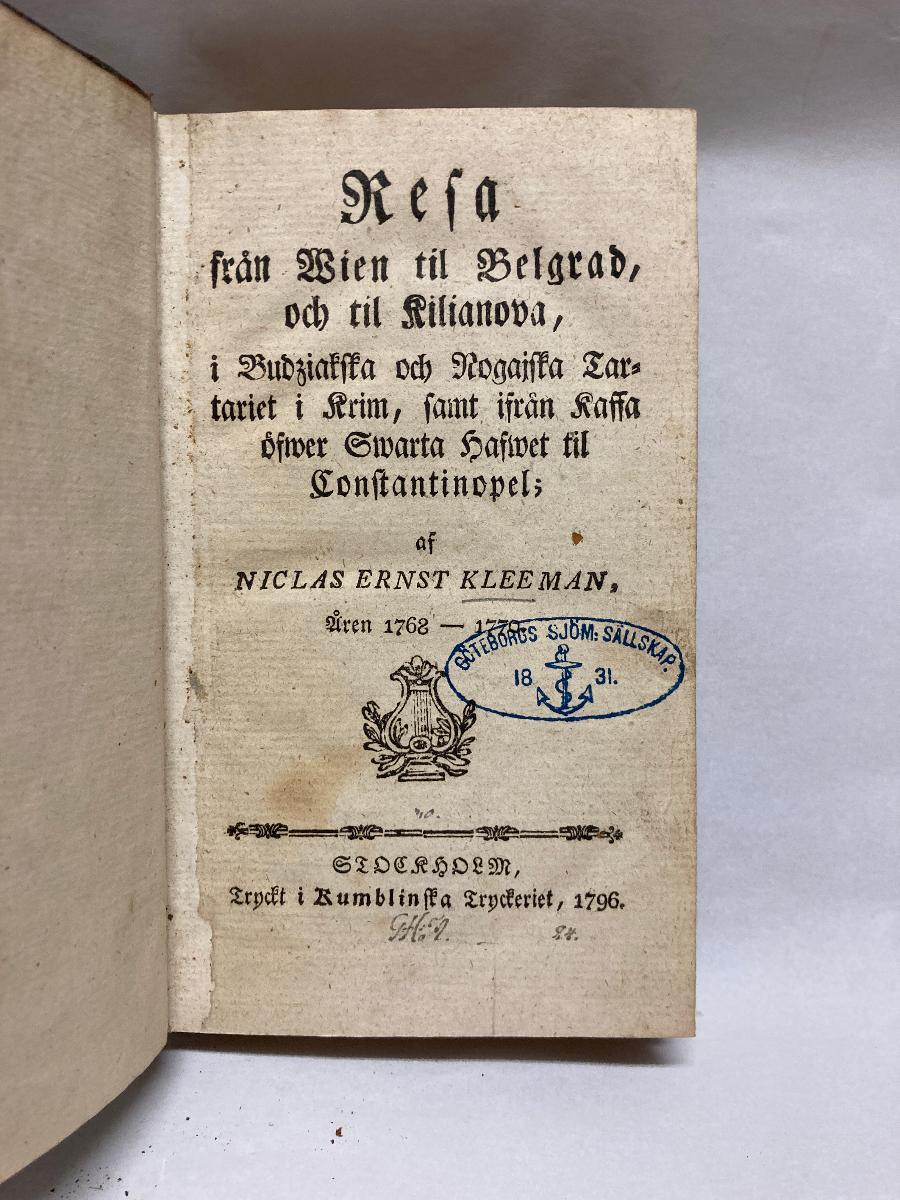 Resa
från Wien til Belgrad,
och til Kilianova,
i Budziakska och Nogajska Tar-
tariet i Krim, samt ifrån Kaffa
öfwer Swarta Hafwet til
Constantinopel;
af
NICLAS ERNST KLEEMAN,
Åren 1768 — 1770.
GÖTEBORGS SJÖM: SÄLLSKAP.
18 31.
STOCKHOLM,
Tryckt i Kumblinska Tryckeriet, 1796.
24.